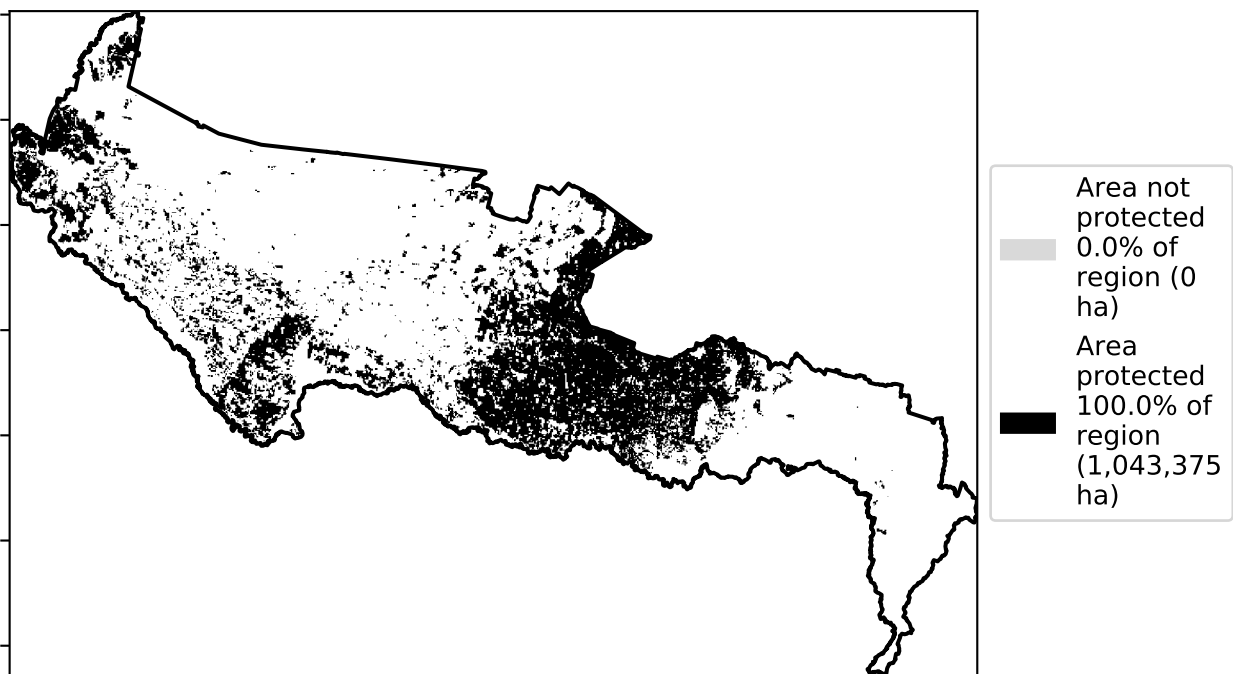 Area not
protected
0.0% of
region (0
ha)
Area
protected
100.0% of
region
(1,043,375
ha)